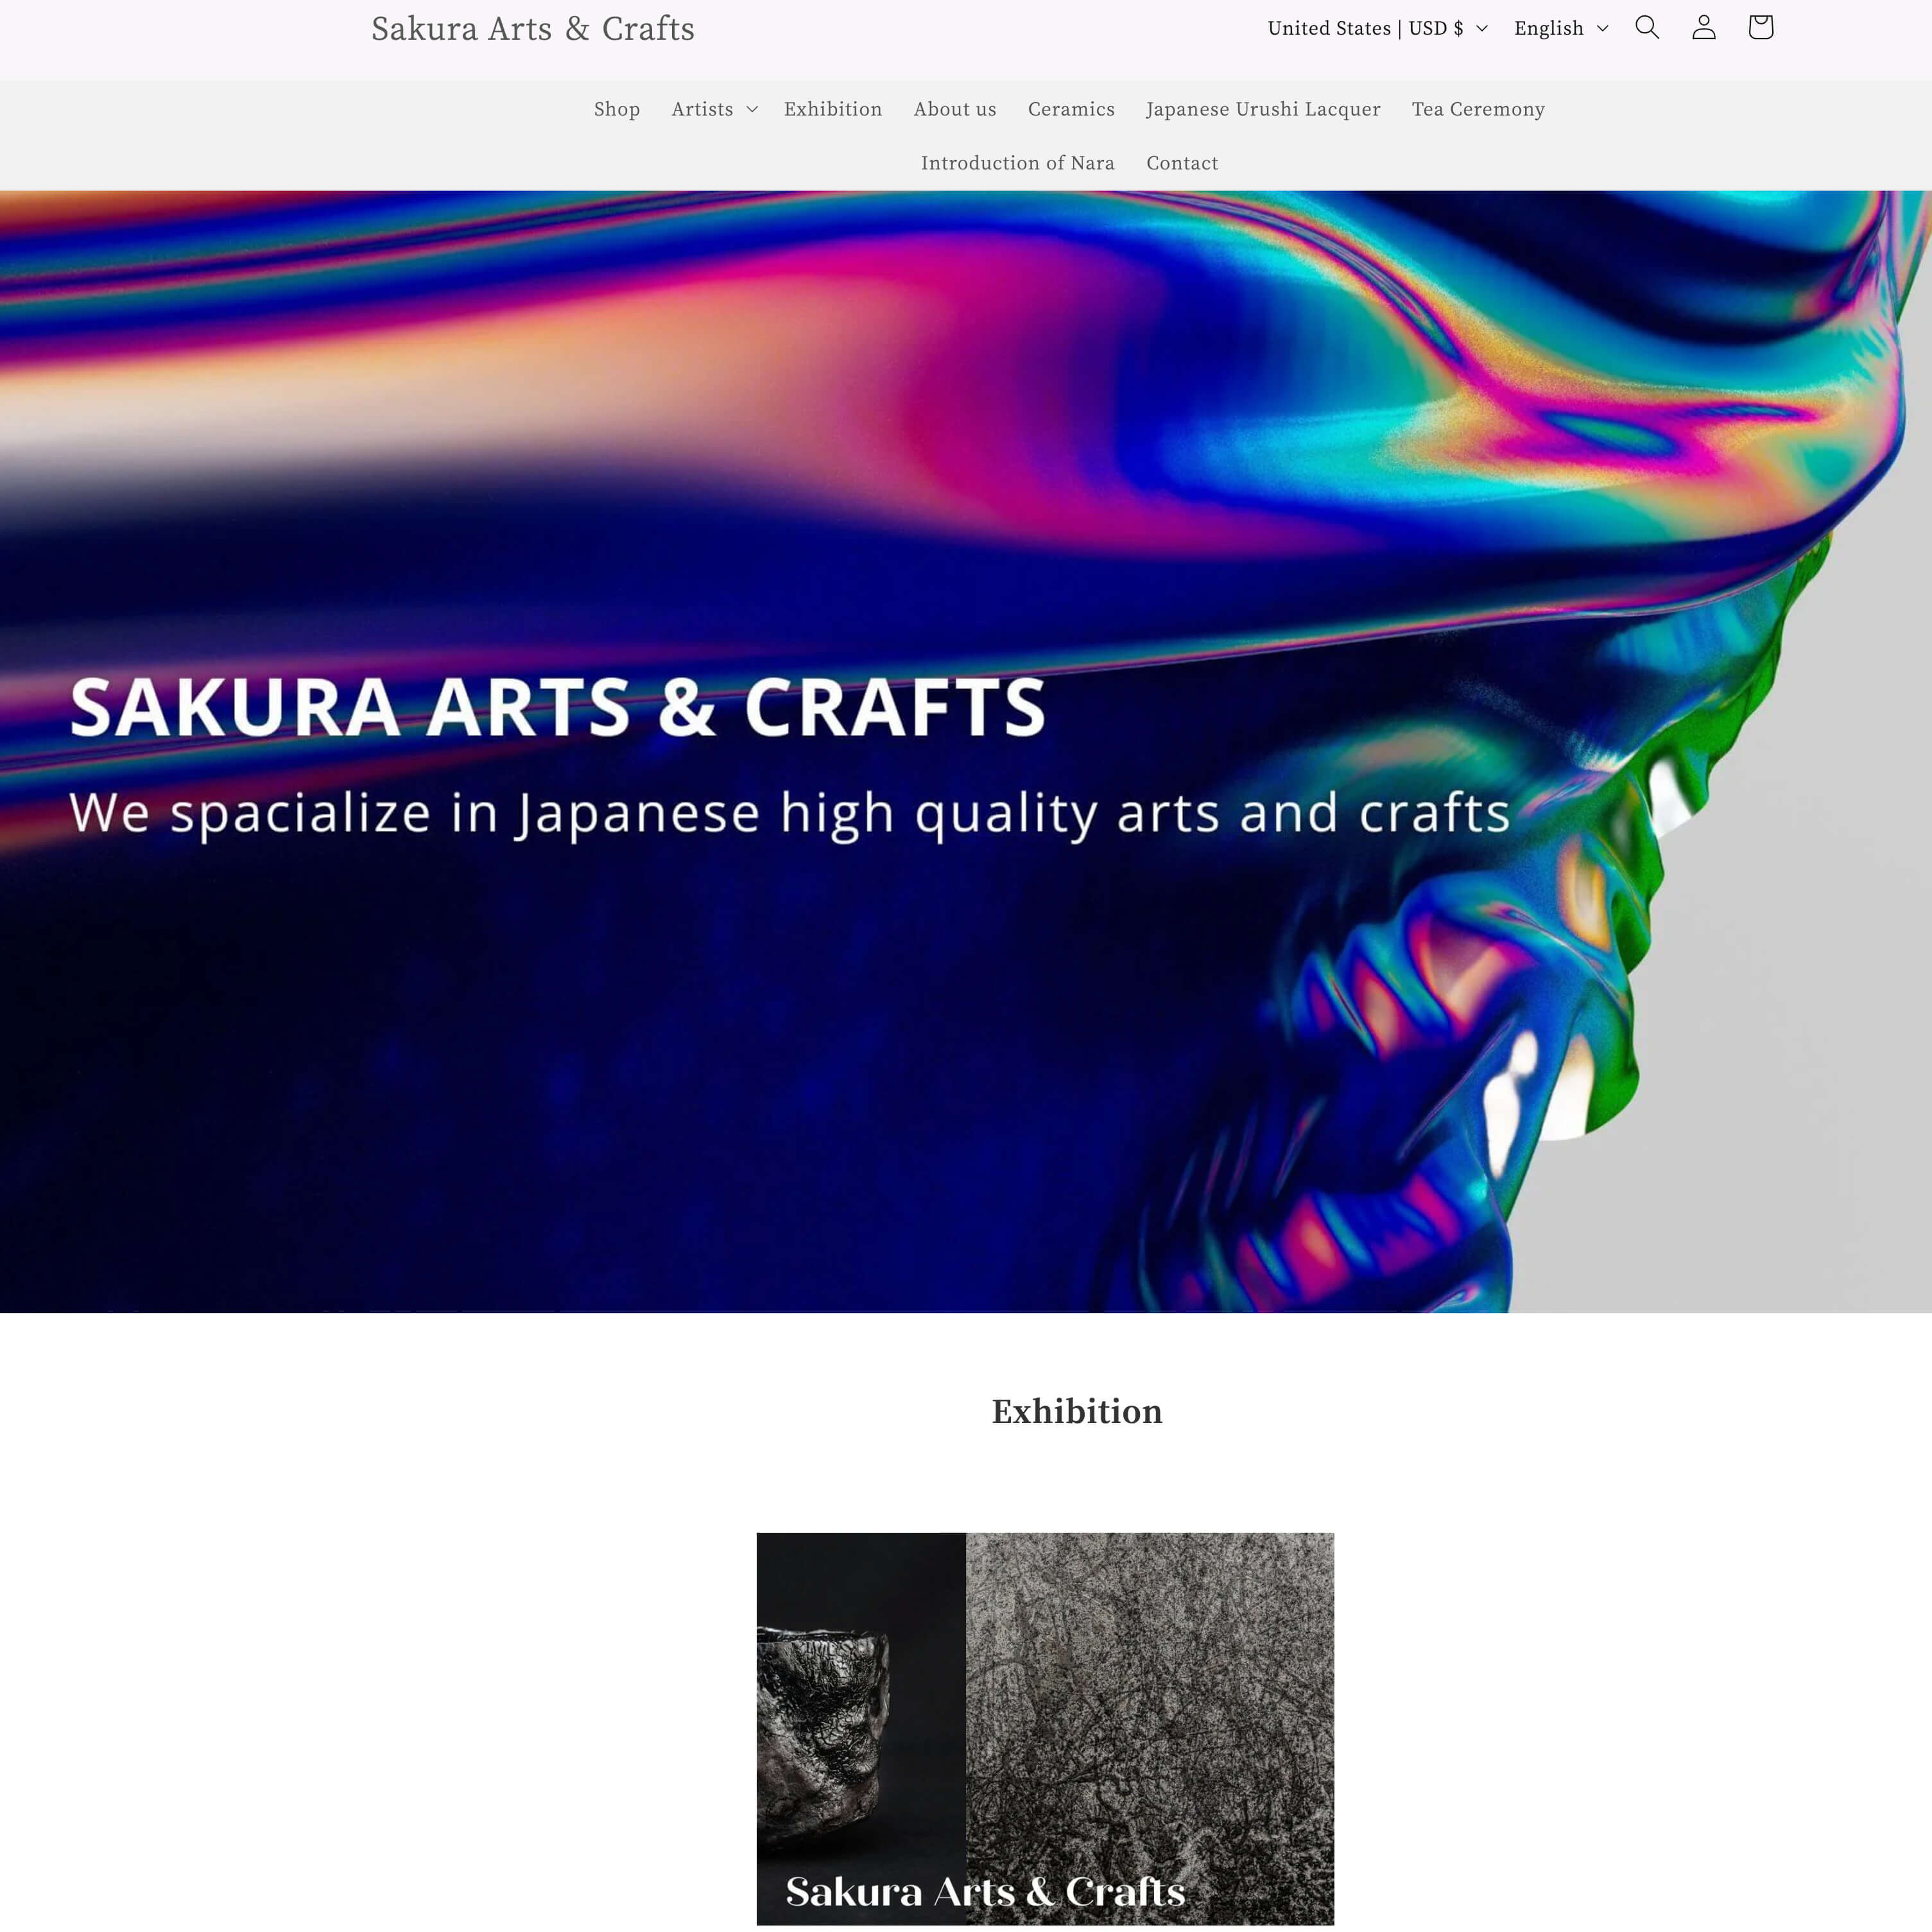 Sakura Arts & Crafts
United States | USD $ English
Shop Artists Exhibition About us Ceramics Japanese Urushi Lacquer Tea Ceremony
Introduction of Nara Contact
SAKURA ARTS & CRAFTS
We spacialize in Japanese high quality arts and crafts
Exhibition
Sakura Arts & Crafts